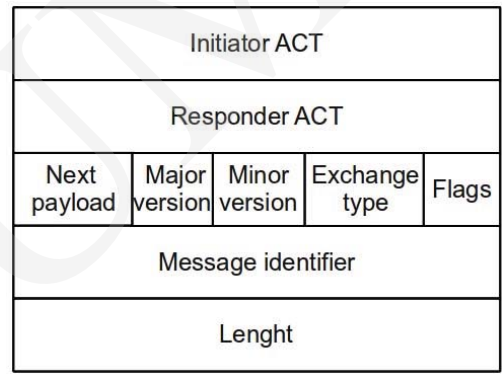 Initiator ACT
Responder ACT
Next payload
Major version
Minor version
Exchange type
Flags
Message identifier
Lenght